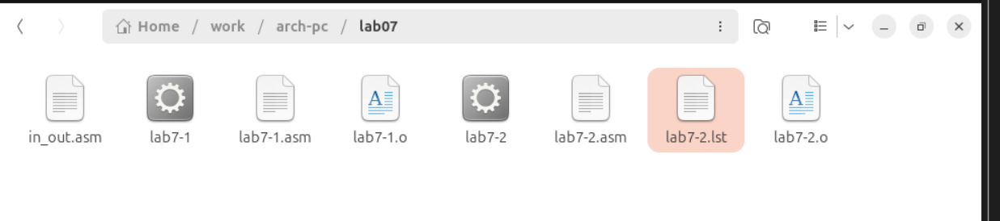 Home / work / arch-pc / lab07
in_out.asm lab7-1 lab7-1.asm lab7-1.o lab7-2 lab7-2.asm lab7-2.lst lab7-2.o